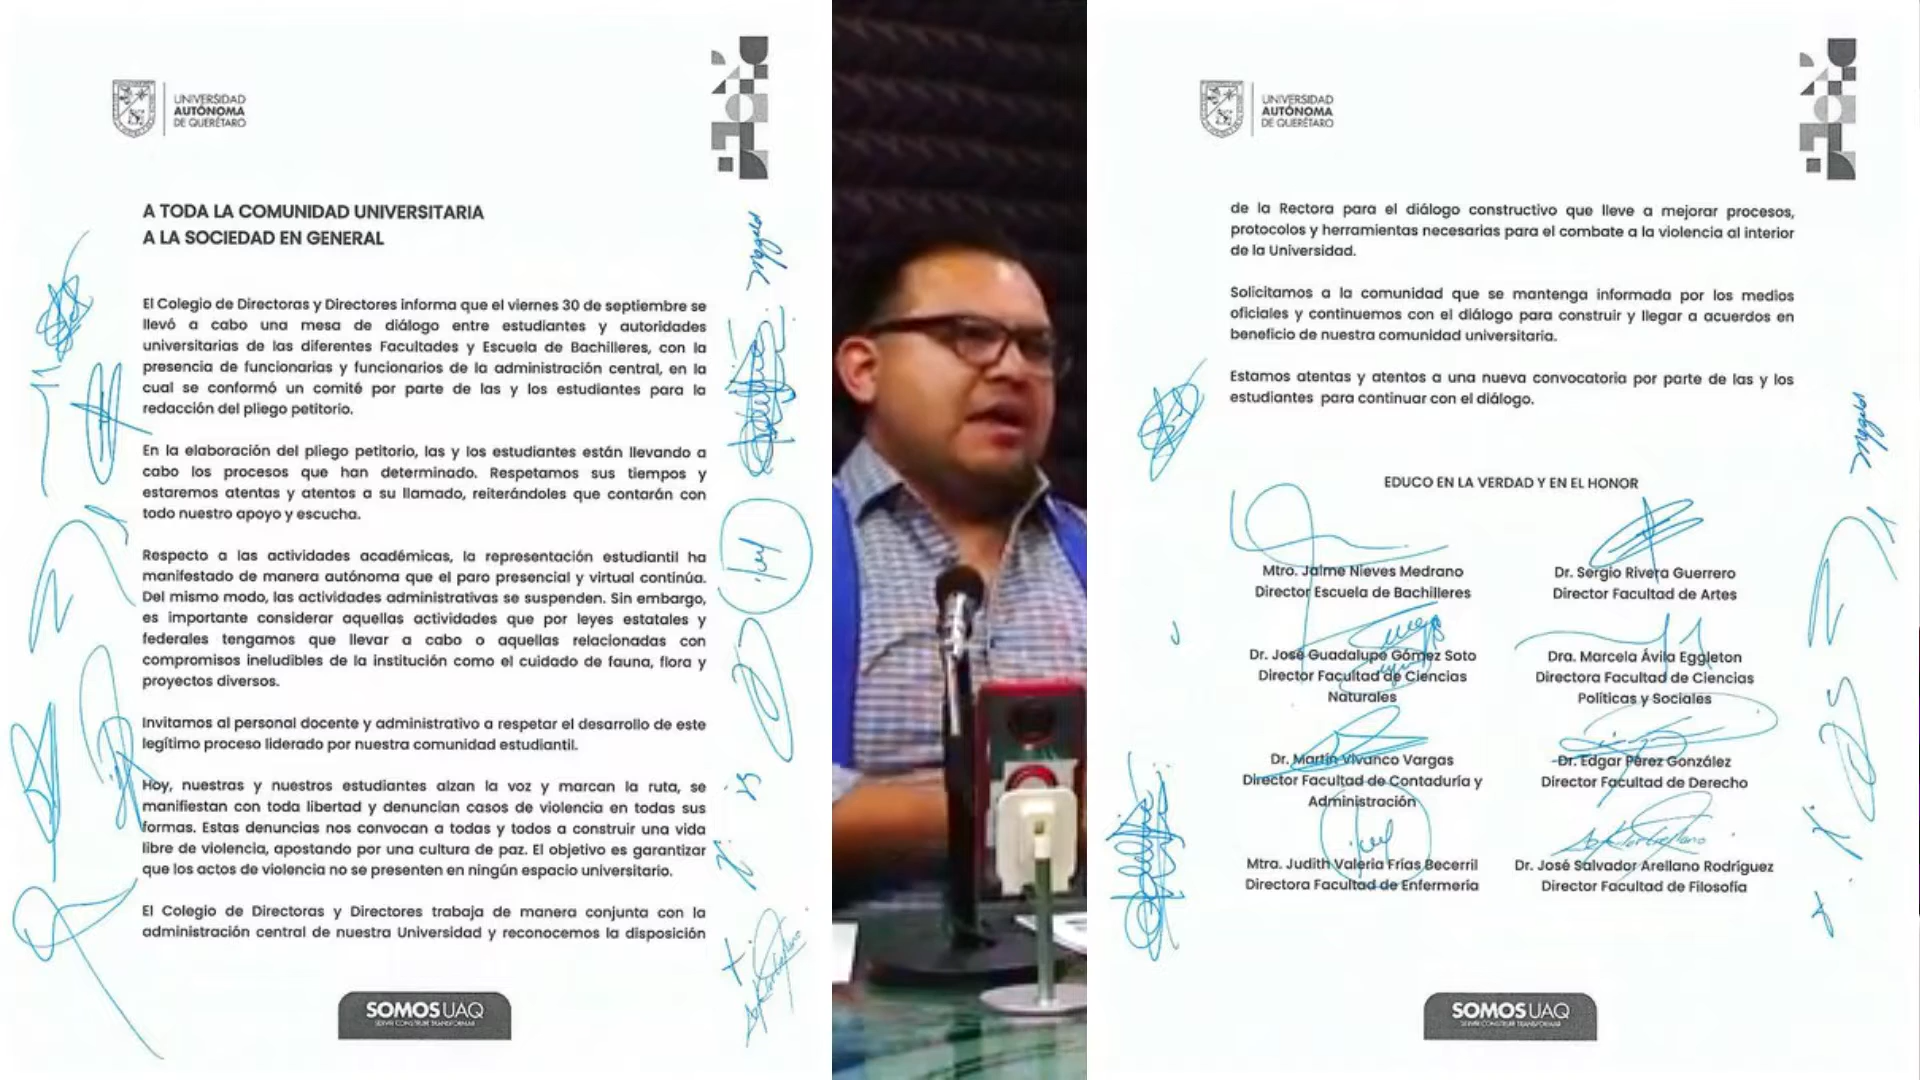 UNIVERSIDAD
AUTÓNOMA
DE QUERÉTARO
A TODA LA COMUNIDAD UNIVERSITARIA
A LA SOCIEDAD EN GENERAL
El Colegio de Directoras y Directores informa que el viernes 30 de septiembre se
llevó a cabo una mesa de diálogo entre estudiantes y autoridades
universitarias de las diferentes Facultades y Escuela de Bachilleres, con la
presencia de funcionarias y funcionarios de la administración central, en la
cual se conformó un comité por parte de las y los estudiantes para la
redacción del pliego petitorio.
En la elaboración del pliego petitorio, las y los estudiantes están llevando a
cabo los procesos que han determinado. Respetamos sus tiempos y
estaremos atentas y atentos a su llamado, reiterándoles que contarán con
todo nuestro apoyo y escucha.
Respecto a las actividades académicas, la representación estudiantil ha
manifestado de manera autónoma que el paro presencial y virtual continúa.
Del mismo modo, las actividades administrativas se suspenden. Sin embargo,
es importante considerar aquellas actividades que por leyes estatales y
federales tengamos que llevar a cabo o aquellas relacionadas con
compromisos ineludibles de la institución como el cuidado de fauna, flora y
proyectos diversos.
Invitamos al personal docente y administrativo a respetar el desarrollo de este
legítimo proceso liderado por nuestra comunidad estudiantil.
Hoy, nuestras y nuestros estudiantes alzan la voz y marcan la ruta, se
manifiestan con toda libertad y denuncian casos de violencia en todas sus
formas. Estas denuncias nos convocan a todas y todos a construir una vida
libre de violencia, apostando por una cultura de paz. El objetivo es garantizar
que los actos de violencia no se presenten en ningún espacio universitario.
El Colegio de Directoras y Directores trabaja de manera conjunta con la
administración central de nuestra Universidad y reconocemos la disposición
SOMOSUAQ
SERVIR CONSTRUIR TRANSFORMAR
UNIVERSIDAD
AUTÓNOMA
DE QUERÉTARO
de la Rectora para el diálogo constructivo que lleve a mejorar procesos,
protocolos y herramientas necesarias para el combate a la violencia al interior
de la Universidad.
Solicitamos a la comunidad que se mantenga informada por los medios
oficiales y continuemos con el diálogo para construir y llegar a acuerdos en
beneficio de nuestra comunidad universitaria.
Estamos atentas y atentos a una nueva convocatoria por parte de las y los
estudiantes para continuar con el diálogo.
EDUCO EN LA VERDAD Y EN EL HONOR
Mtro. Jaime Nieves Medrano
Director Escuela de Bachilleres
Dr. Sergio Rivera Guerrero
Director Facultad de Artes
Dr. José Guadalupe Gómez Soto
Director Facultad de Ciencias
Naturales
Dra. Marcela Ávila Eggleton
Directora Facultad de Ciencias
Políticas y Sociales
Dr. Martín Vivanco Vargas
Director Facultad de Contaduría y
Administración
Dr. Edgar Pérez González
Director Facultad de Derecho
Mtra. Judith Valeria Frías Becerril
Directora Facultad de Enfermería
Dr. José Salvador Arellano Rodríguez
Director Facultad de Filosofía
SOMOSUAQ
SERVIR CONSTRUIR TRANSFORMAR